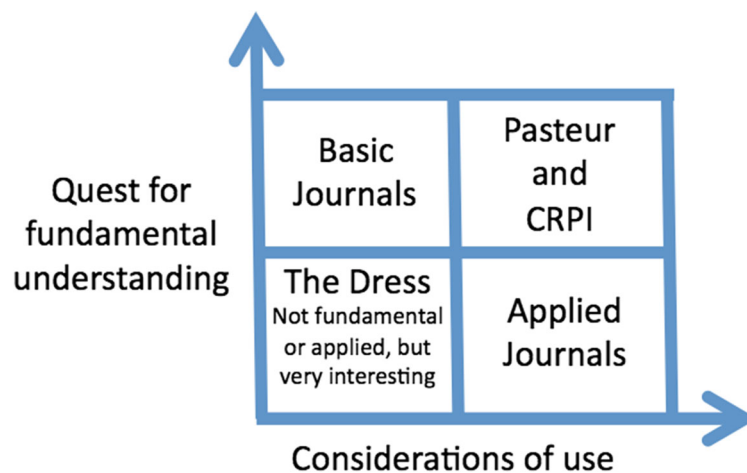 Quest for
fundamental
understanding
Basic
Journals
Pasteur
and
CRPI
The Dress
Not fundamental
or applied, but
very interesting
Applied
Journals
Considerations of use